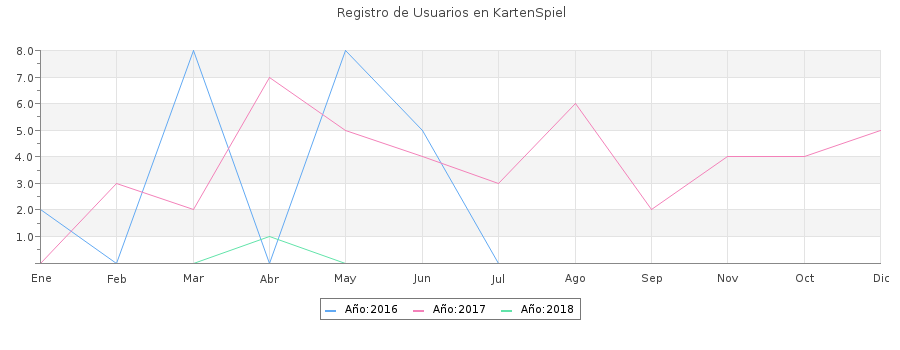 Registro de Usuarios en KartenSpiel
8.0
7.0
6.0
5.0
4.0
3.0
2.0
1.0
Ene Feb Mar Abr May Jun Jul Ago Sep Nov Oct Dic
Año:2016 Año:2017 Año:2018